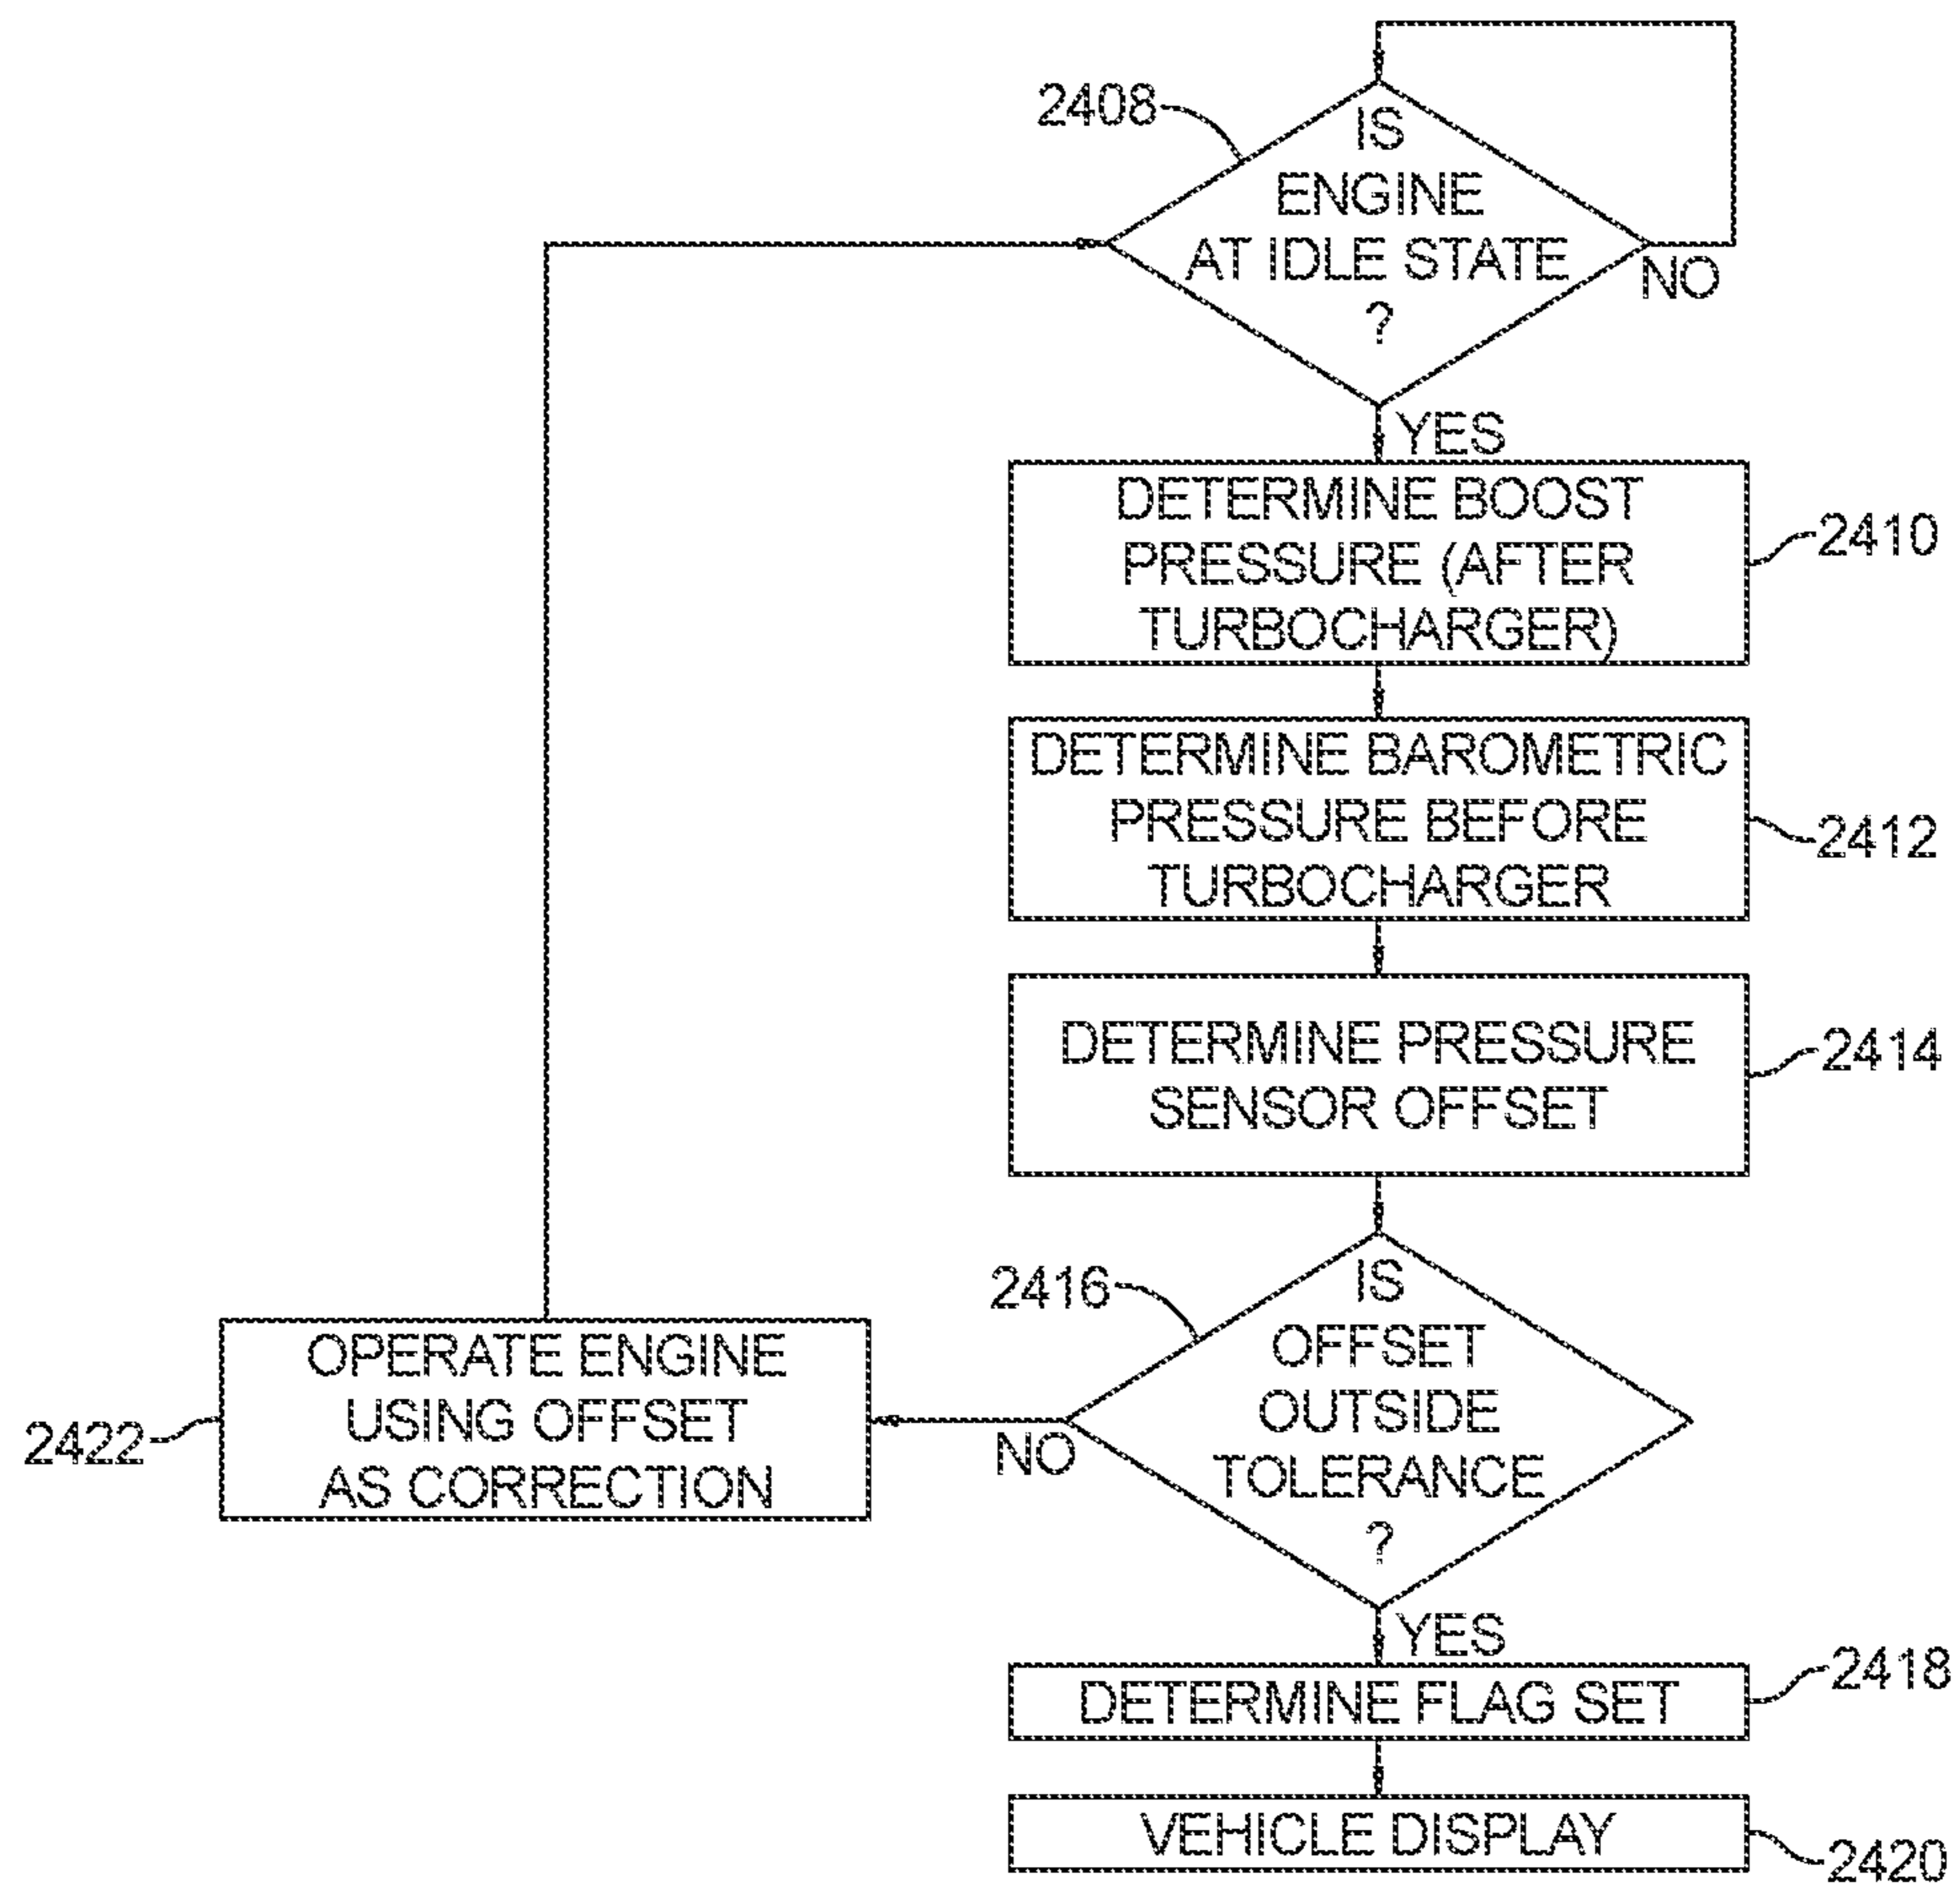 2408
IS
ENGINE
AT IDLE STATE
?
NO
YES
DETERMINE BOOST
PRESSURE (AFTER
TURBOCHARGER)
2410
DETERMINE BAROMETRIC
PRESSURE BEFORE
TURBOCHARGER
2412
DETERMINE PRESSURE
SENSOR OFFSET
2414
2416
IS
OFFSET
OUTSIDE
TOLERANCE
?
NO
OPERATE ENGINE
USING OFFSET
AS CORRECTION
2422
YES
DETERMINE FLAG SET
2418
VEHICLE DISPLAY
2420